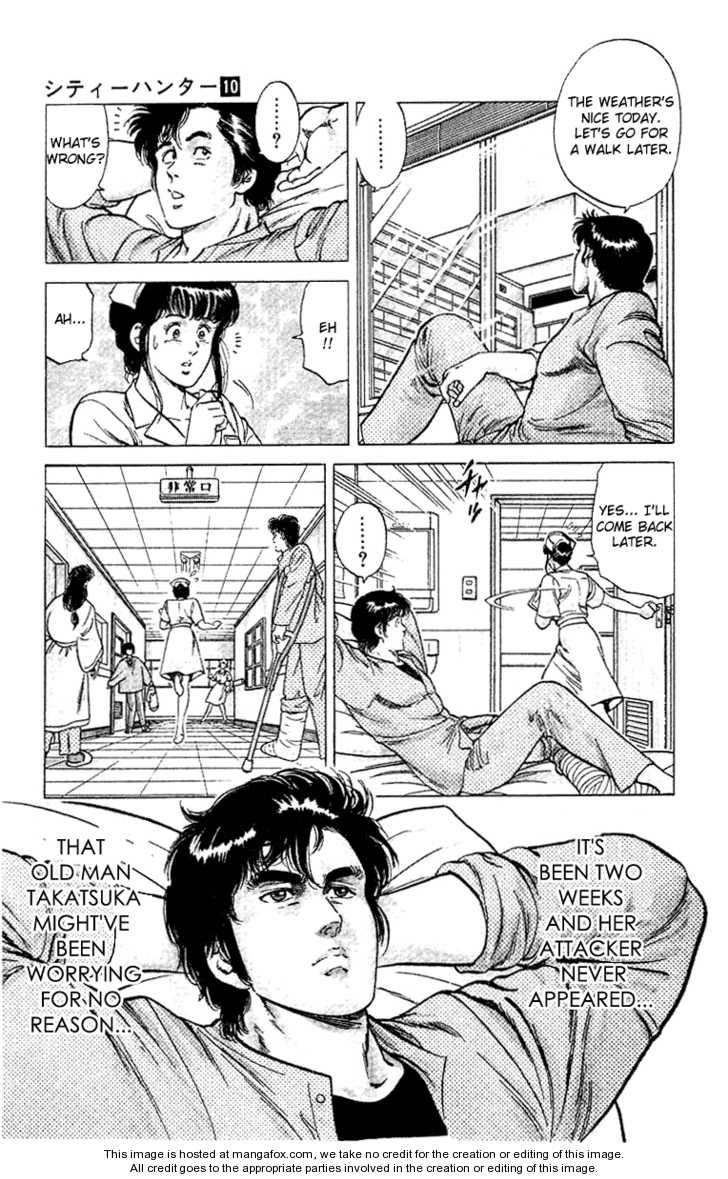 シティーハンター10
THE WEATHER'S
NICE TODAY.
LET'S GO FOR
A WALK LATER.
……
……?
WHAT'S
WRONG?
EH
!!
AH...
YES... I'LL
COME BACK
LATER.
チャッ
……?
非常口
IT'S
BEEN TWO
WEEKS
AND HER
ATTACKER
NEVER
APPEARED...
THAT
OLD MAN
TAKATSUKA
MIGHT'VE
BEEN
WORRYING
FOR NO
REASON...
This image is hosted at mangafox.com, we take no credit for the creation or editing of this image.
All credit goes to the appropriate parties involved in the creation or editing of this image.